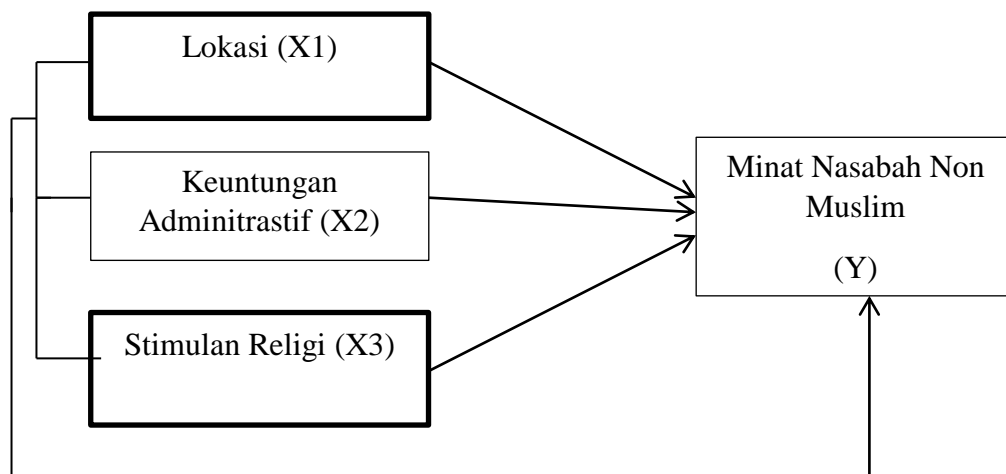 Lokasi (X1)
Keuntungan
Adminitrastif (X2)
Stimulan Religi (X3)
Minat Nasabah Non
Muslim
(Y)